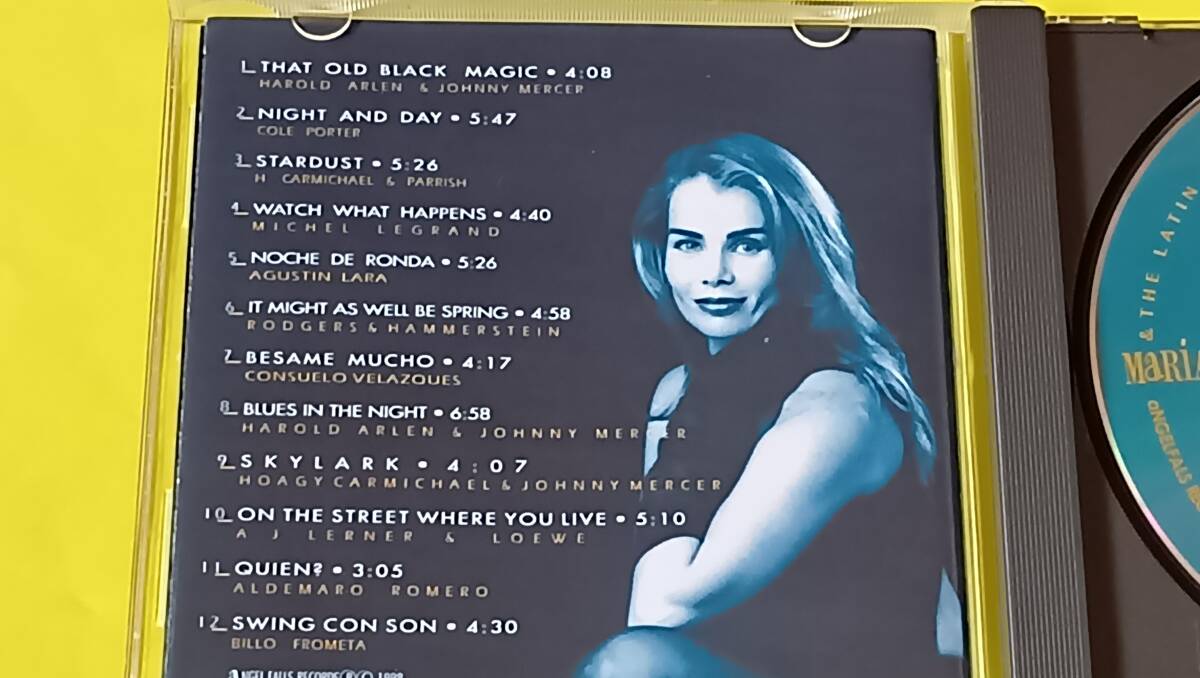 1 THAT OLD BLACK MAGIC • 4:08
HAROLD ARLEN & JOHNNY MERCER
2 NIGHT AND DAY • 5:47
COLE PORTER
3 STARDUST • 5:26
H CARMICHAEL & PARRISH
4 WATCH WHAT HAPPENS • 4:40
MICHEL LEGRAND
5 NOCHE DE RONDA • 5:26
AGUSTIN LARA
6 IT MIGHT AS WELL BE SPRING • 4:58
RODGERS & HAMMERSTEIN
7 BESAME MUCHO • 4:17
CONSUELO VELAZQUES
8 BLUES IN THE NIGHT • 6:58
HAROLD ARLEN & JOHNNY MERCER
9 SKYLARK • 4:07
HOAGY CARMICHAEL & JOHNNY MERCER
10 ON THE STREET WHERE YOU LIVE • 5:10
A J LERNER & LOEWE
11 QUIEN? • 3:05
ALDEMARO ROMERO
12 SWING CON SON • 4:30
BILLO FROMETA
ANGEL FALLS RECORDS
& THE LATIN
MARIA
ANGELFALS